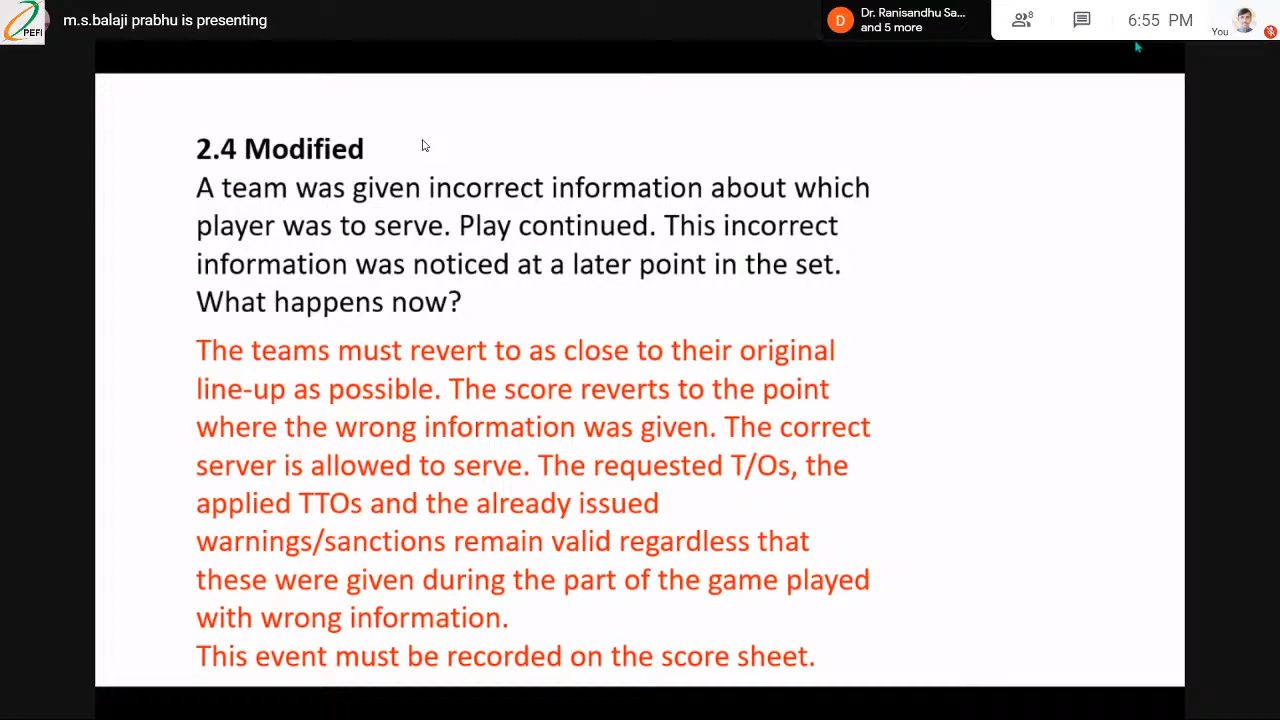 PEFI
m.s.balaji prabhu is presenting
D
Dr. Ranisandhu Sa...
and 5 more
8
6:55 PM
You
2.4 Modified
A team was given incorrect information about which
player was to serve. Play continued. This incorrect
information was noticed at a later point in the set.
What happens now?
The teams must revert to as close to their original
line-up as possible. The score reverts to the point
where the wrong information was given. The correct
server is allowed to serve. The requested T/Os, the
applied TTOs and the already issued
warnings/sanctions remain valid regardless that
these were given during the part of the game played
with wrong information.
This event must be recorded on the score sheet.